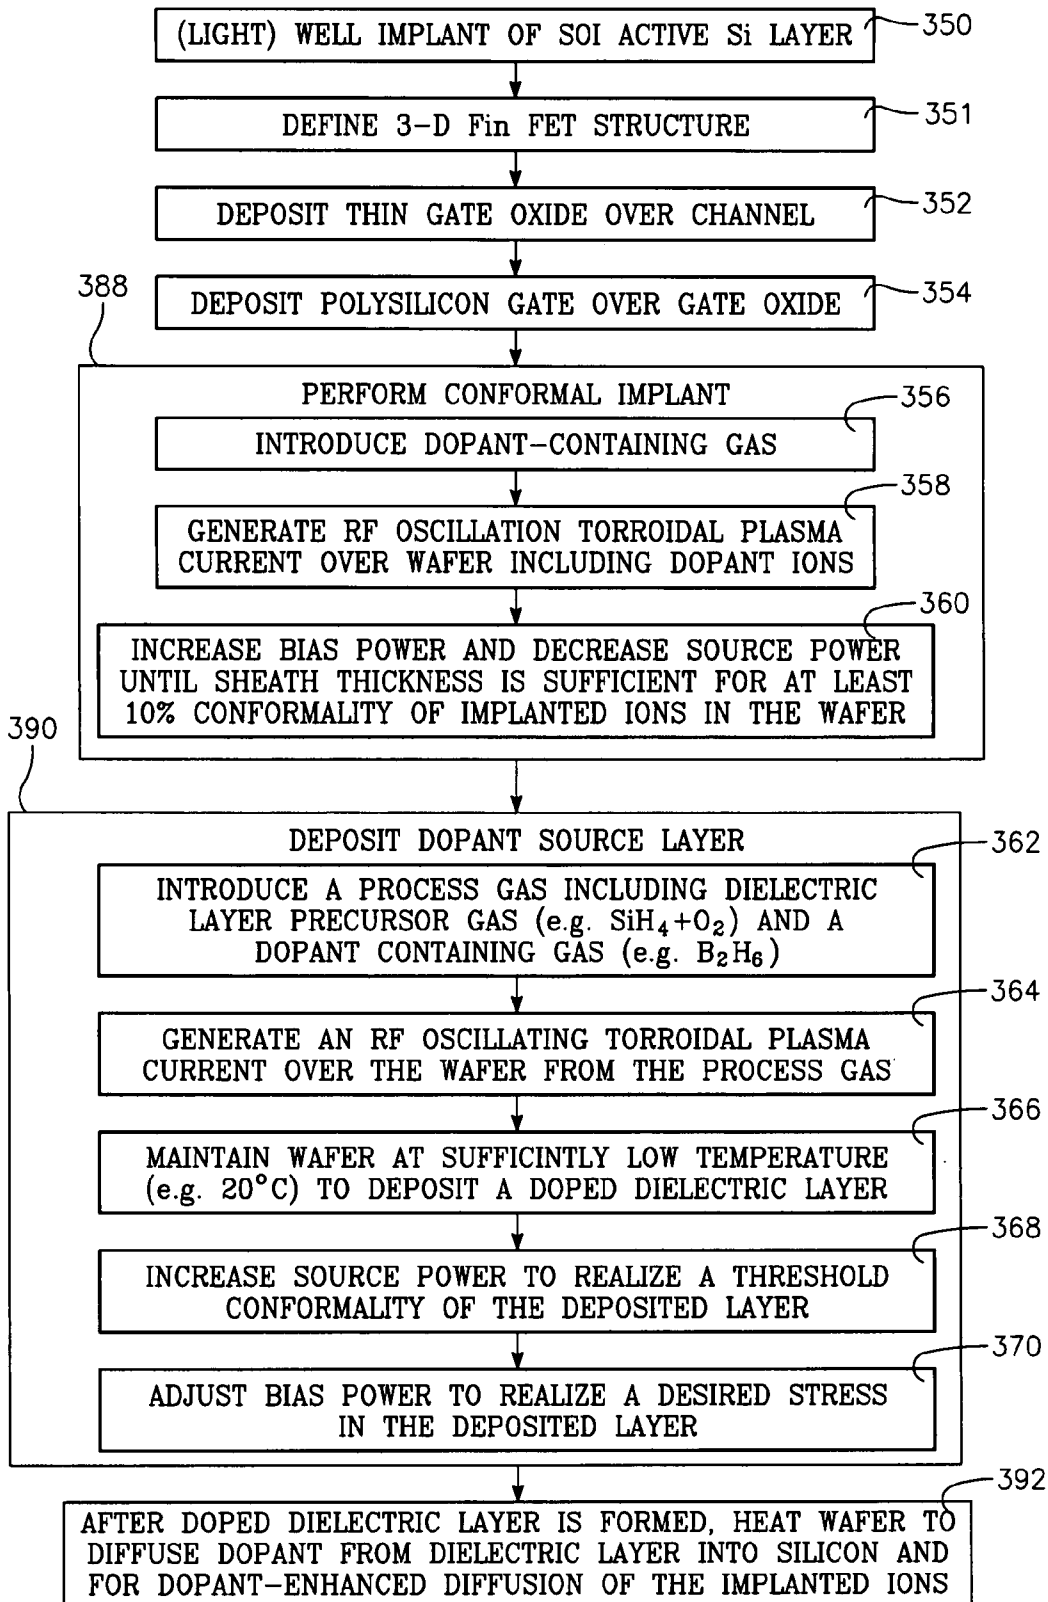 (LIGHT) WELL IMPLANT OF SOI ACTIVE Si LAYER
350
DEFINE 3-D Fin FET STRUCTURE
351
DEPOSIT THIN GATE OXIDE OVER CHANNEL
352
DEPOSIT POLYSILICON GATE OVER GATE OXIDE
354
388
PERFORM CONFORMAL IMPLANT
356
INTRODUCE DOPANT-CONTAINING GAS
358
GENERATE RF OSCILLATION TORROIDAL PLASMA
CURRENT OVER WAFER INCLUDING DOPANT IONS
360
INCREASE BIAS POWER AND DECREASE SOURCE POWER
UNTIL SHEATH THICKNESS IS SUFFICIENT FOR AT LEAST
10% CONFORMALITY OF IMPLANTED IONS IN THE WAFER
390
DEPOSIT DOPANT SOURCE LAYER
362
INTRODUCE A PROCESS GAS INCLUDING DIELECTRIC
LAYER PRECURSOR GAS (e.g. SiH4+O2) AND A
DOPANT CONTAINING GAS (e.g. B2H6)
364
GENERATE AN RF OSCILLATING TORROIDAL PLASMA
CURRENT OVER THE WAFER FROM THE PROCESS GAS
366
MAINTAIN WAFER AT SUFFICINTLY LOW TEMPERATURE
(e.g. 20°C) TO DEPOSIT A DOPED DIELECTRIC LAYER
368
INCREASE SOURCE POWER TO REALIZE A THRESHOLD
CONFORMALITY OF THE DEPOSITED LAYER
370
ADJUST BIAS POWER TO REALIZE A DESIRED STRESS
IN THE DEPOSITED LAYER
392
AFTER DOPED DIELECTRIC LAYER IS FORMED, HEAT WAFER TO
DIFFUSE DOPANT FROM DIELECTRIC LAYER INTO SILICON AND
FOR DOPANT-ENHANCED DIFFUSION OF THE IMPLANTED IONS